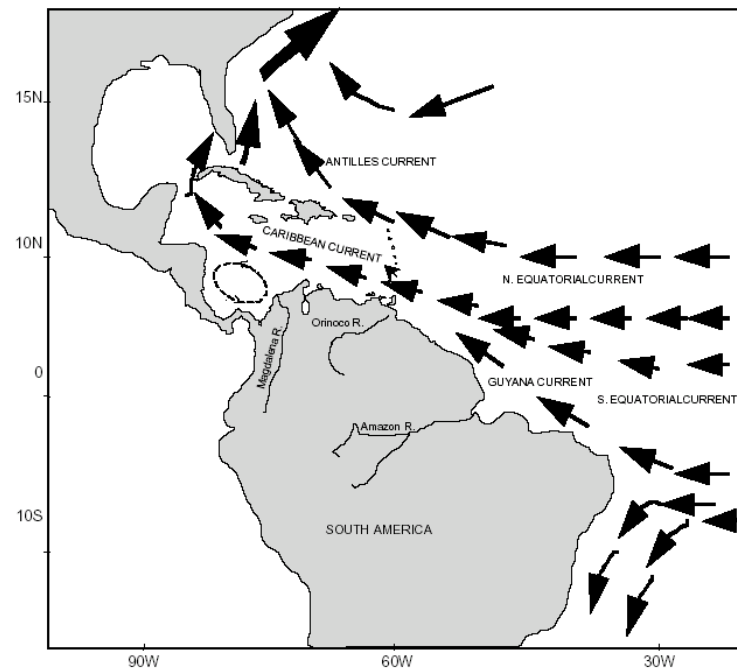 15N
ANTILLES CURRENT
CARIBBEAN CURRENT
10N
N. EQUATORIALCURRENT
Orinoco R.
Magdalena R.
GUYANA CURRENT
0
S. EQUATORIALCURRENT
Amazon R.
10S
SOUTH AMERICA
90W
60W
30W